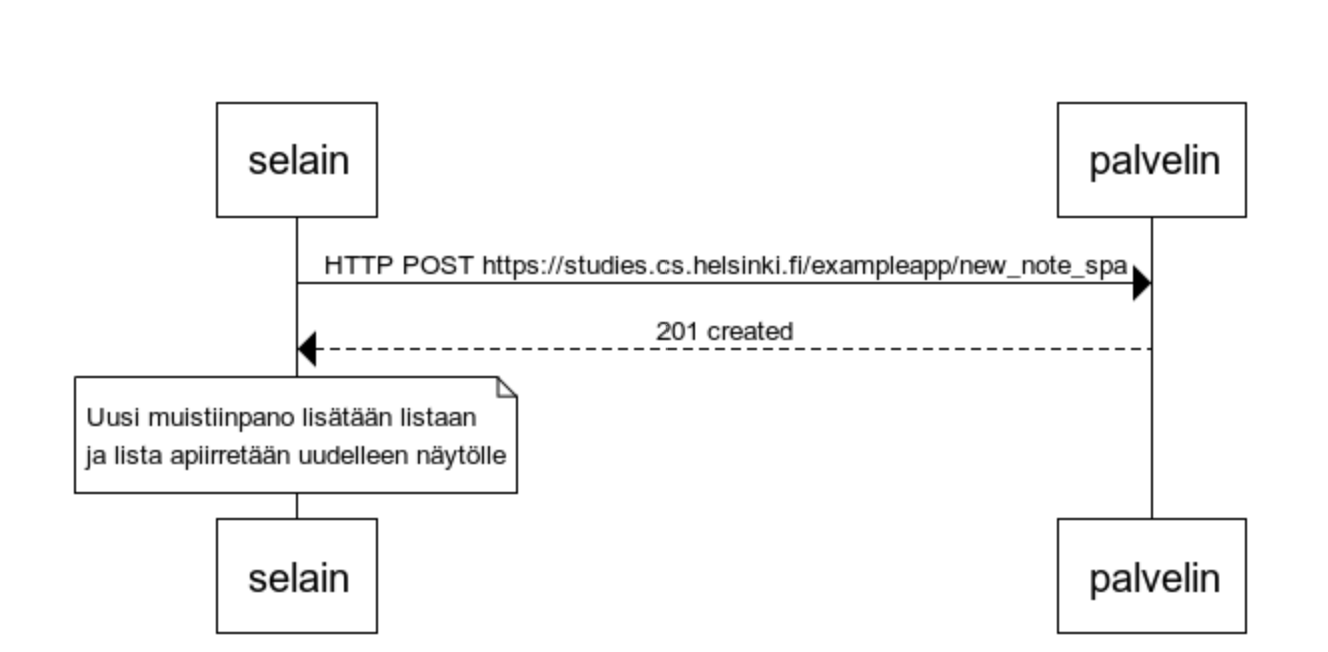 selain
palvelin
HTTP POST https://studies.cs.helsinki.fi/exampleapp/new_note_spa
201 created
Uusi muistiinpano lisätään listaan
ja lista apiirretään uudelleen näytölle
selain
palvelin